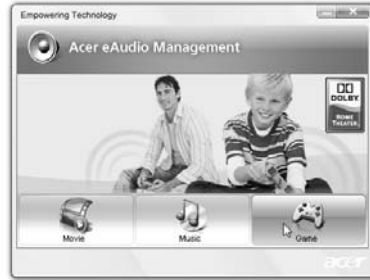 Empowering Technology
Acer eAudio Management
DOLBY
HOME
THEATER
Movie
Music
Game
acer